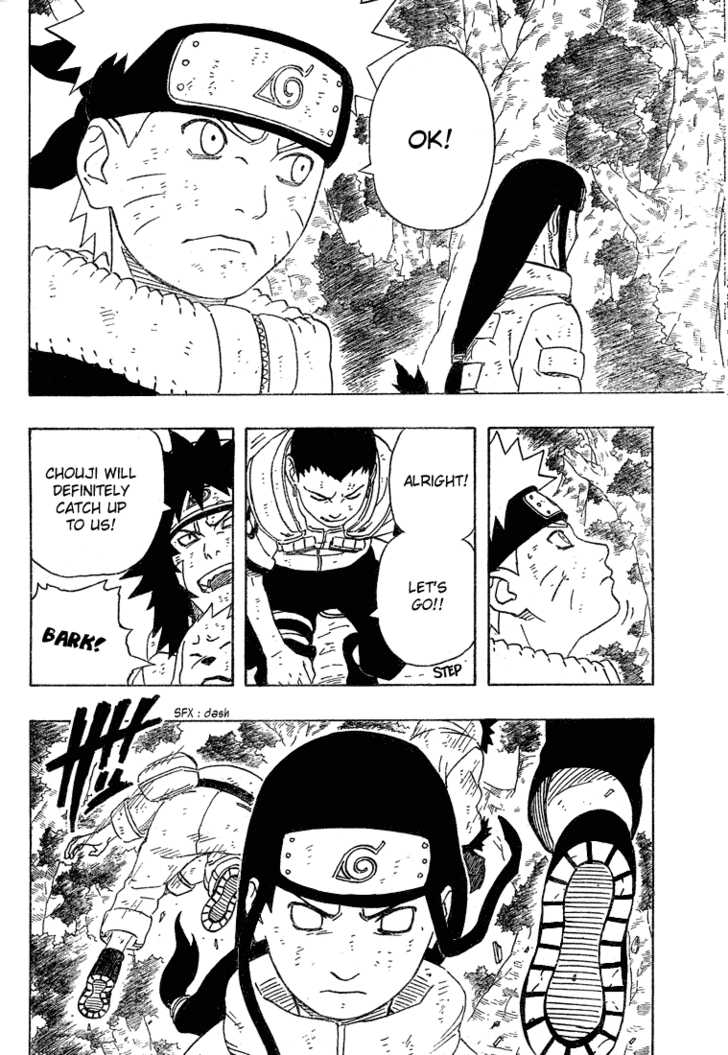 OK!
ALRIGHT!
LET'S
GO!!
STEP
CHOUJI WILL
DEFINITELY
CATCH UP
TO US!
BARK!
SFX : dash